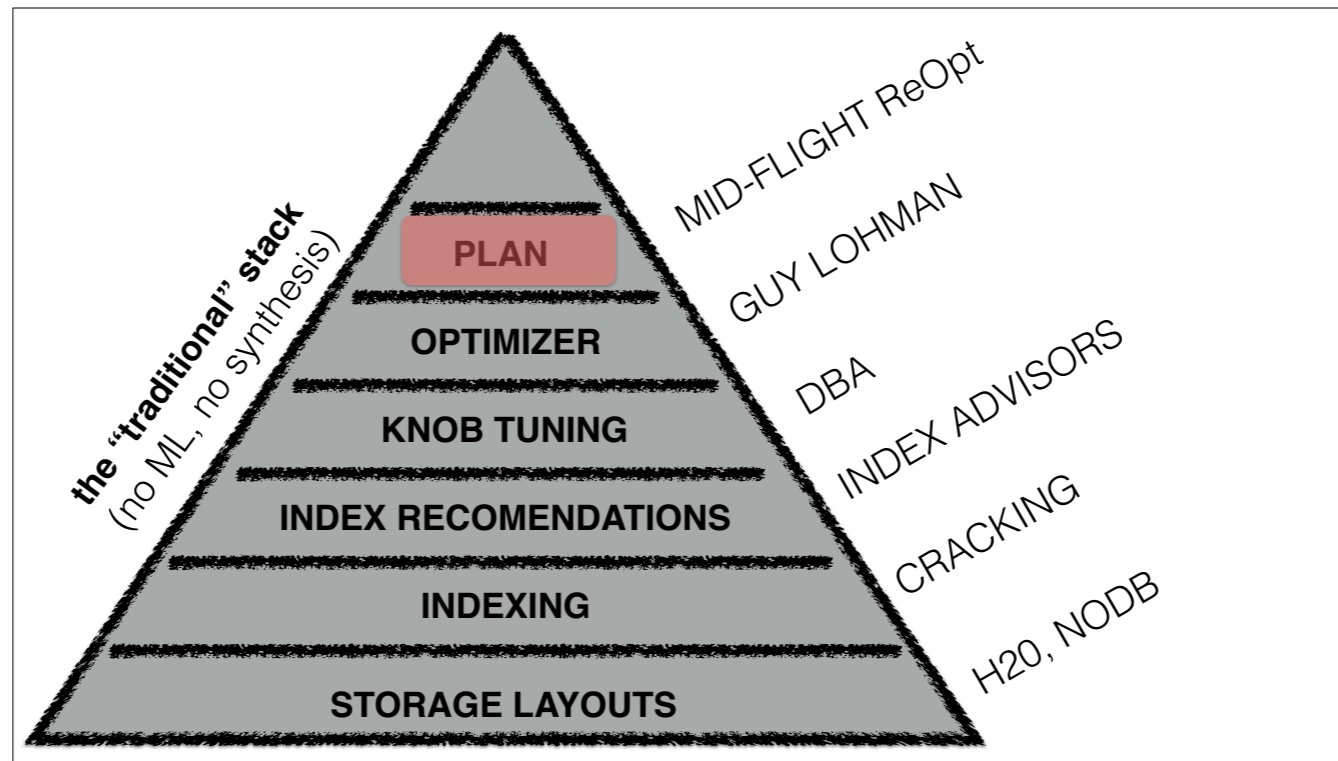 the “traditional” stack
(no ML, no synthesis)
PLAN
OPTIMIZER
KNOB TUNING
INDEX RECOMENDATIONS
INDEXING
STORAGE LAYOUTS
MID-FLIGHT ReOpt
GUY LOHMAN
DBA
INDEX ADVISORS
CRACKING
H20, NODB